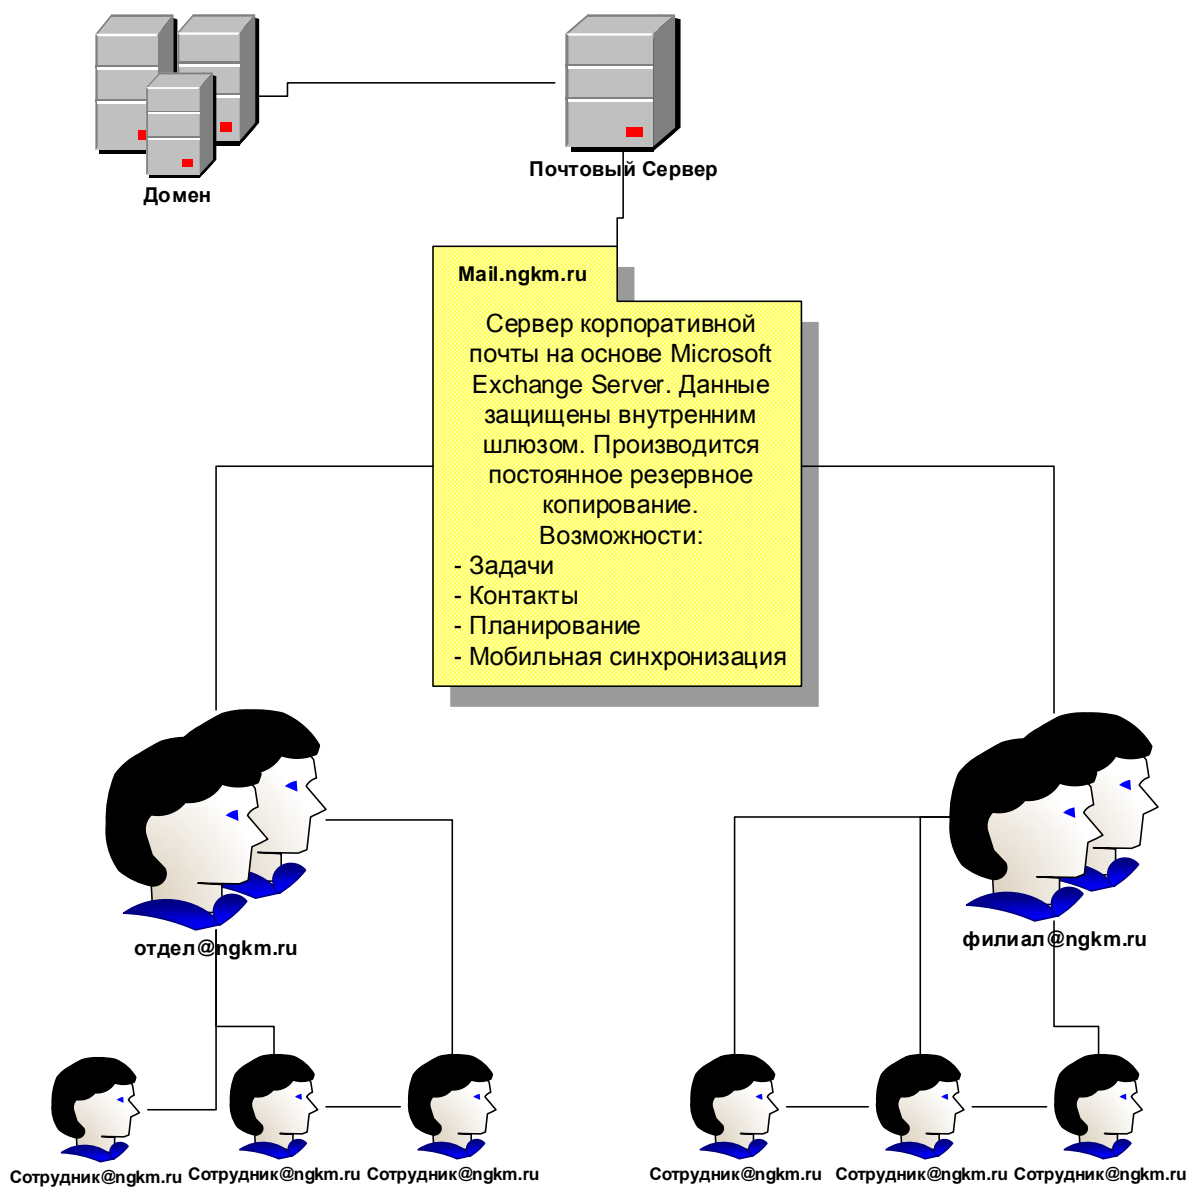 Домен
Почтовый Сервер
Mail.ngkm.ru
Сервер корпоративной
почты на основе Microsoft
Exchange Server. Данные
защищены внутренним
шлюзом. Производится
постоянное резервное
копирование.
Возможности:
- Задачи
- Контакты
- Планирование
- Мобильная синхронизация
отдел@ngkm.ru
филиал@ngkm.ru
Сотрудник@ngkm.ru
Сотрудник@ngkm.ru
Сотрудник@ngkm.ru
Сотрудник@ngkm.ru
Сотрудник@ngkm.ru
Сотрудник@ngkm.ru